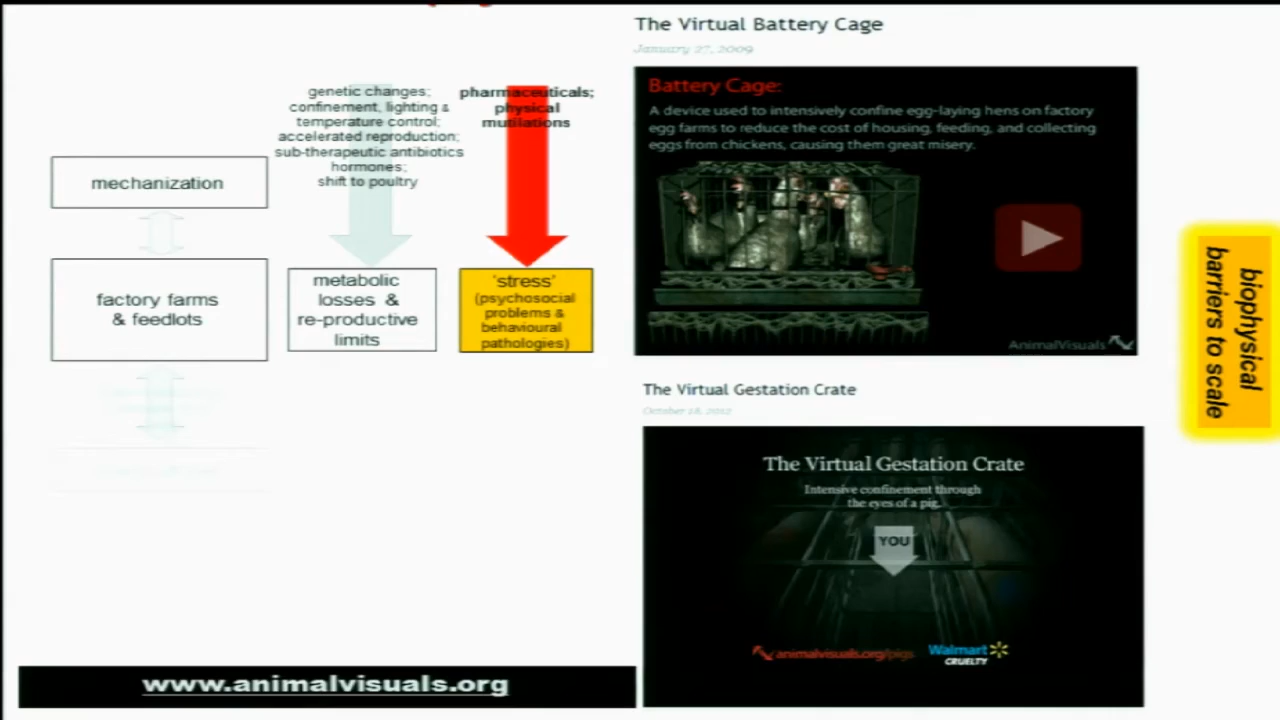 genetic changes;
confinement, lighting &
temperature control;
accelerated reproduction;
sub-therapeutic antibiotics
hormones;
shift to poultry
pharmaceuticals;
physical
mutilations
mechanization
factory farms
& feedlots
metabolic
losses &
re-productive
limits
'stress'
(psychosocial
problems &
behavioural
pathologies)
www.animalvisuals.org
The Virtual Battery Cage
January 27, 2009
Battery Cage:
A device used to intensively confine egg-laying hens on factory
egg farms to reduce the cost of housing, feeding, and collecting
eggs from chickens, causing them great misery.
AnimalVisuals
The Virtual Gestation Crate
October 18, 2012
The Virtual Gestation Crate
Intensive confinement through
the eyes of a pig.
YOU
animalvisuals.org/pigs
Walmart
CRUELTY
biophysical
barriers to scale